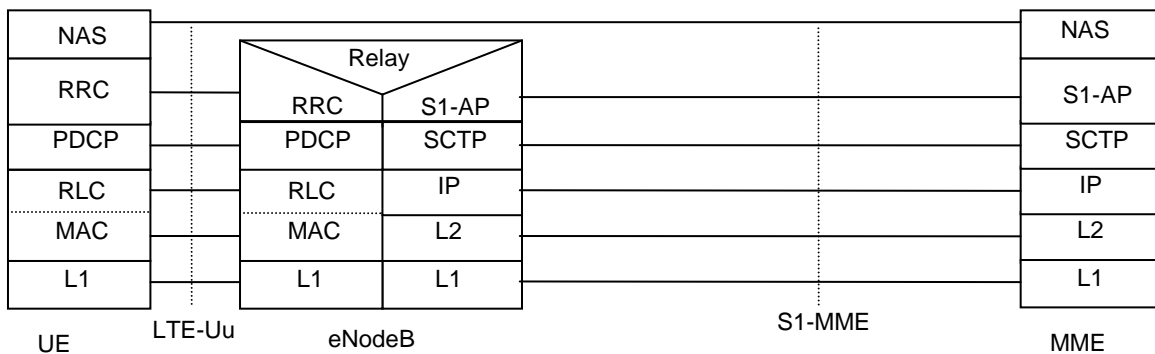 NAS NAS
Relay
RRC RRC S1-AP S1-AP
PDCP PDCP SCTP SCTP
RLC RLC IP IP
MAC MAC L2 L2
L1 L1 L1 L1
UE LTE-Uu eNodeB S1-MME MME